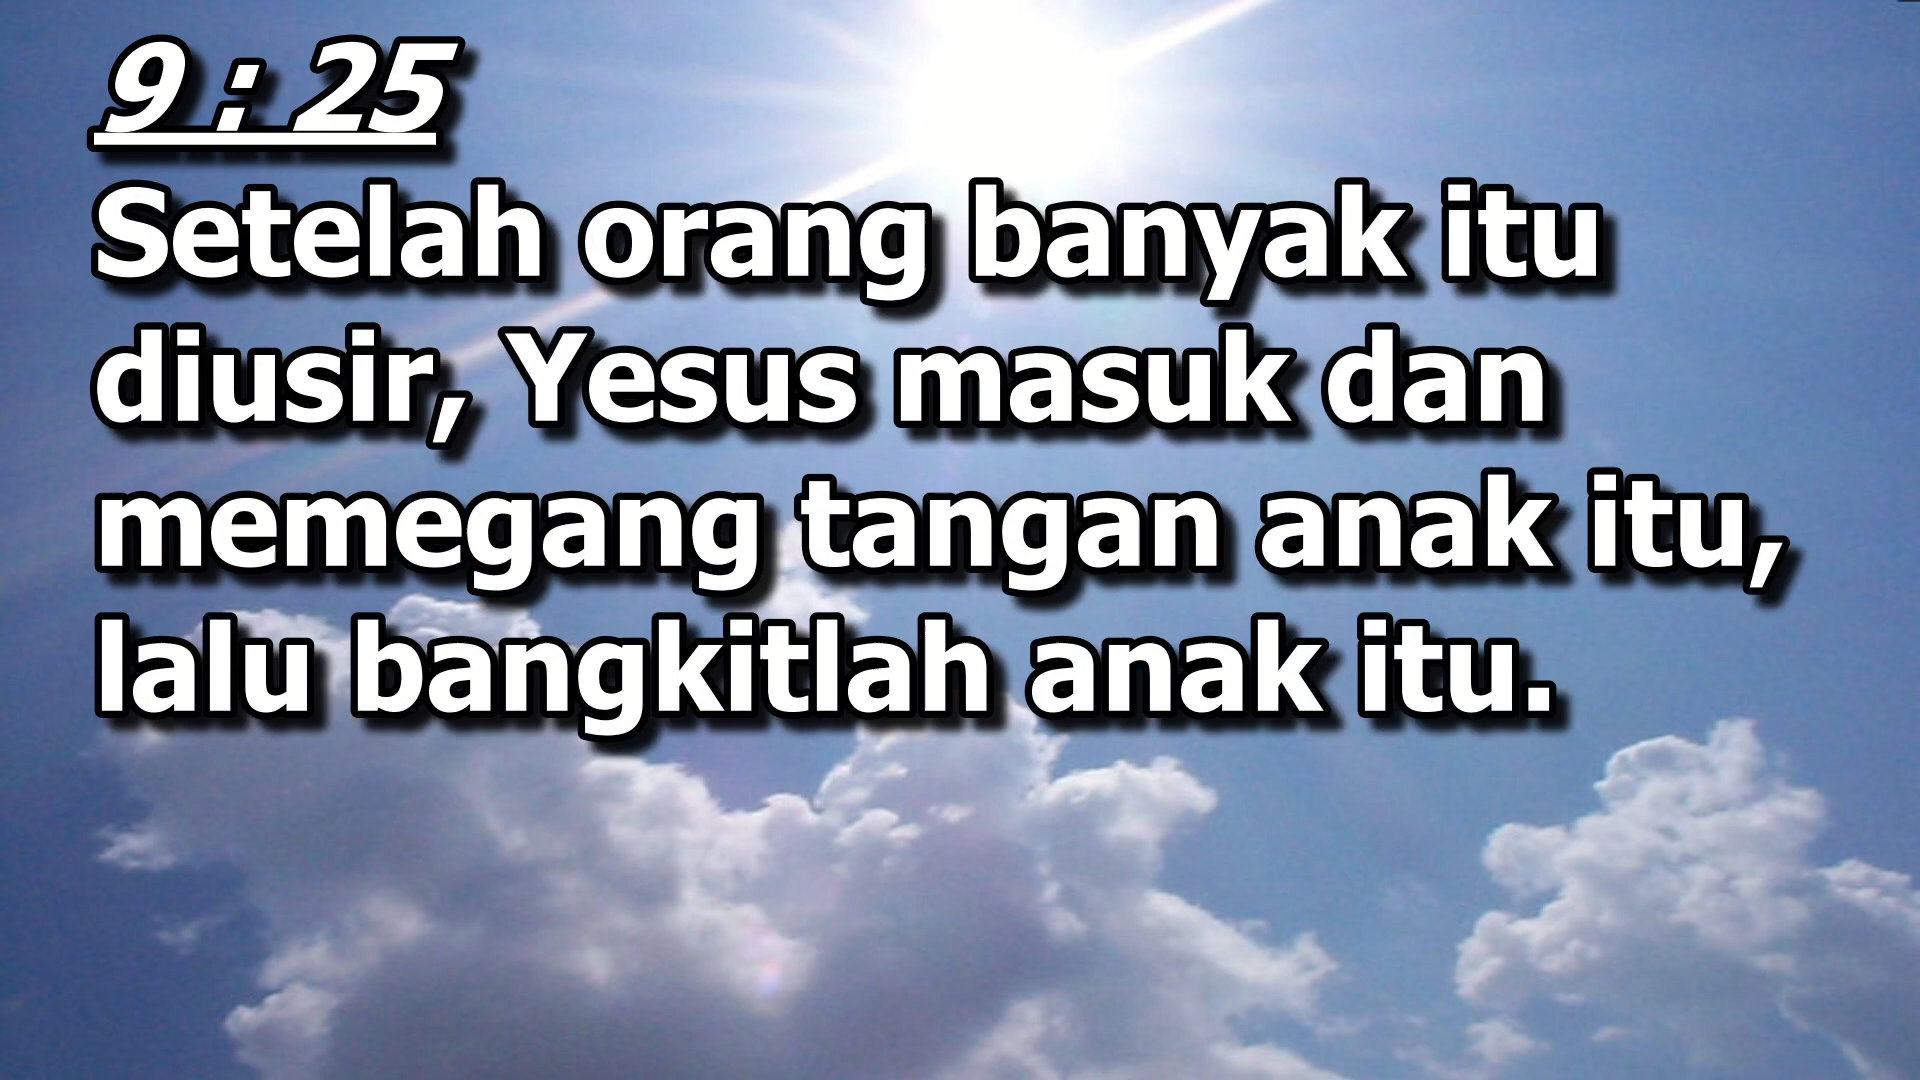 9 : 25
Setelah orang banyak itu
diusir, Yesus masuk dan
memegang tangan anak itu,
lalu bangkitlah anak itu.